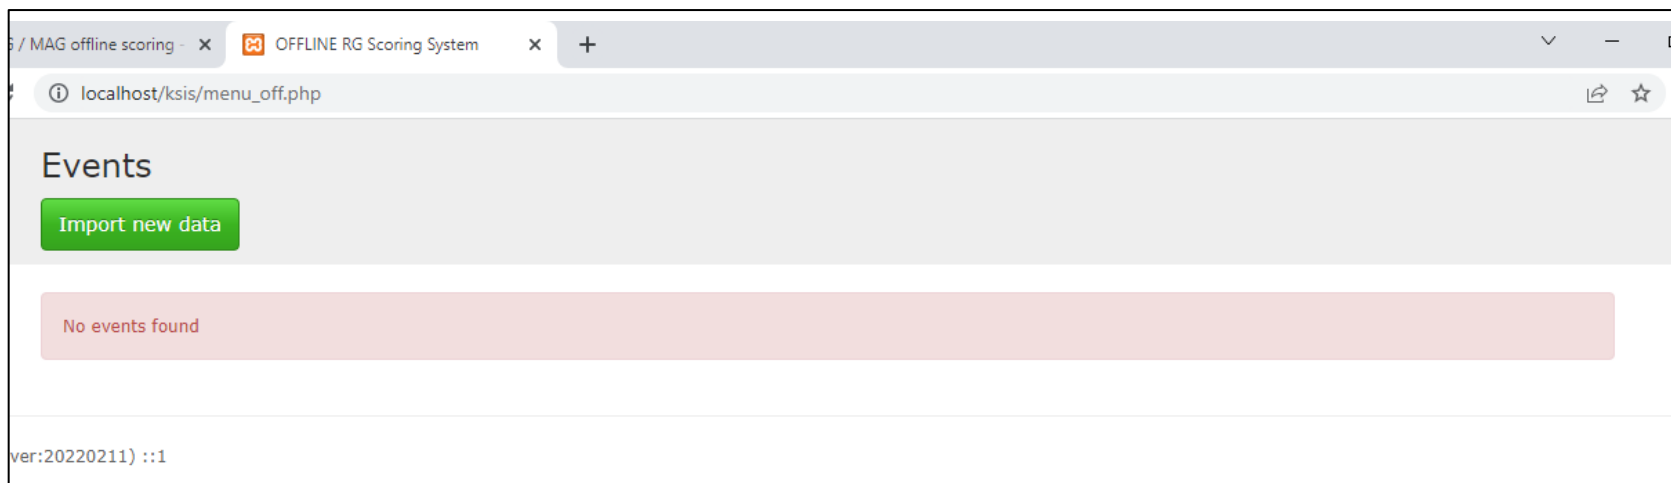 / MAG offline scoring -
OFFLINE RG Scoring System
localhost/ksis/menu_off.php
Events
Import new data
No events found
ver:20220211) ::1